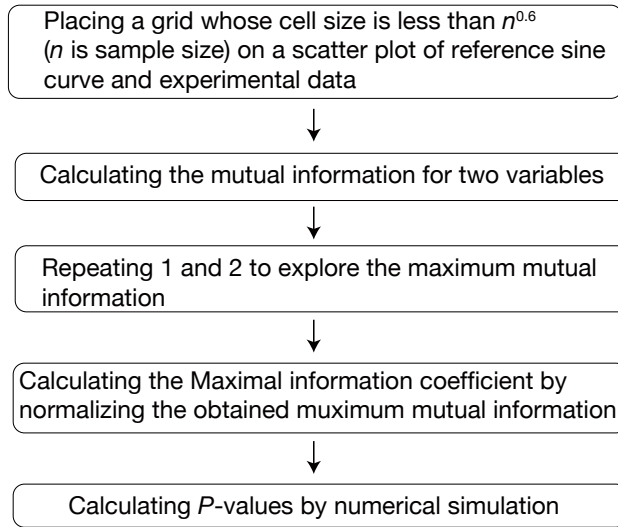 Placing a grid whose cell size is less than n^0.6
(n is sample size) on a scatter plot of reference sine
curve and experimental data
Calculating the mutual information for two variables
Repeating 1 and 2 to explore the maximum mutual
information
Calculating the Maximal information coefficient by
normalizing the obtained muximum mutual information
Calculating P-values by numerical simulation